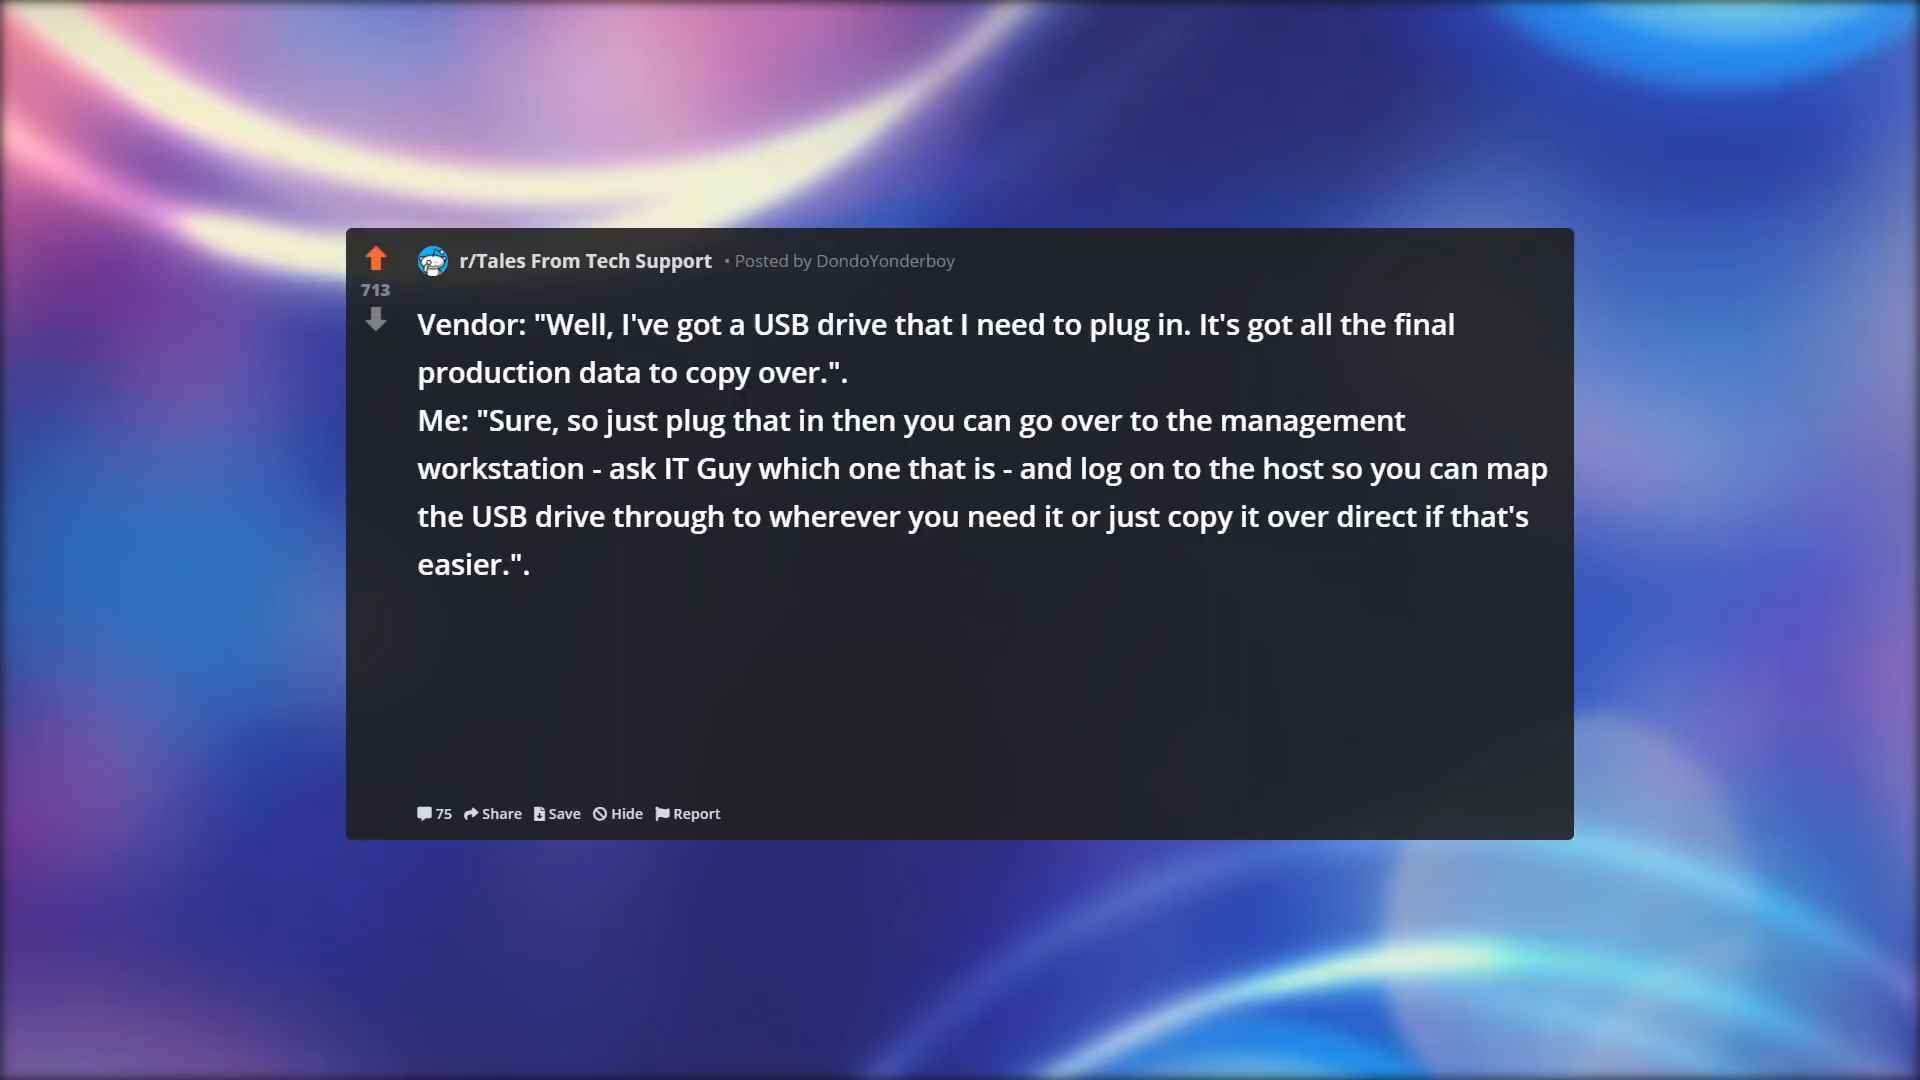 r/Tales From Tech Support • Posted by DondoYonderboy
713
Vendor: "Well, I've got a USB drive that I need to plug in. It's got all the final
production data to copy over.".
Me: "Sure, so just plug that in then you can go over to the management
workstation - ask IT Guy which one that is - and log on to the host so you can map
the USB drive through to wherever you need it or just copy it over direct if that's
easier.".
75 Share Save Hide Report